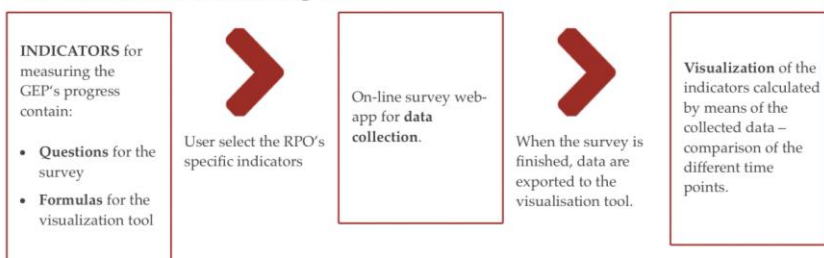 INDICATORS for
measuring the
GEP's progress
contain:
• Questions for the
survey
• Formulas for the
visualization tool
User select the RPO's
specific indicators
On-line survey web-
app for data
collection.
When the survey is
finished, data are
exported to the
visualisation tool.
Visualization of the
indicators calculated
by means of the
collected data –
comparison of the
different time
points.